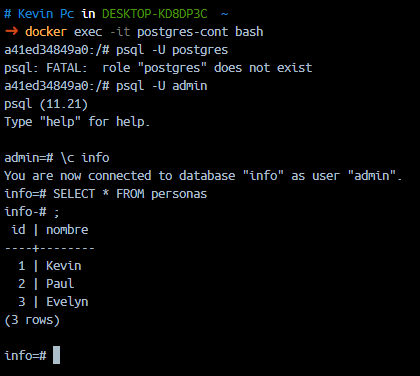 # Kevin Pc in DESKTOP-KD8DP3C ~
➜ docker exec -it postgres-cont bash
a41ed34849a0:/# psql -U postgres
psql: FATAL:  role "postgres" does not exist
a41ed34849a0:/# psql -U admin
psql (11.21)
Type "help" for help.

admin=# \c info
You are now connected to database "info" as user "admin".
info=# SELECT * FROM personas
info-# ;
 id | nombre
----+--------
  1 | Kevin
  2 | Paul
  3 | Evelyn
(3 rows)

info=#